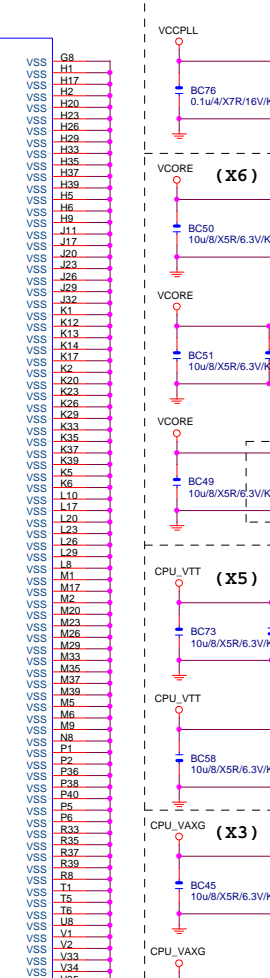 VSS G8
VSS H1
VSS H17
VSS H2
VSS H20
VSS H23
VSS H26
VSS H29
VSS H33
VSS H35
VSS H37
VSS H39
VSS H5
VSS H6
VSS H9
VSS J11
VSS J17
VSS J20
VSS J23
VSS J26
VSS J29
VSS J32
VSS K1
VSS K12
VSS K13
VSS K14
VSS K17
VSS K2
VSS K20
VSS K23
VSS K26
VSS K29
VSS K33
VSS K35
VSS K37
VSS K39
VSS K5
VSS K6
VSS L10
VSS L17
VSS L20
VSS L23
VSS L26
VSS L29
VSS L8
VSS M1
VSS M17
VSS M2
VSS M20
VSS M23
VSS M26
VSS M29
VSS M33
VSS M35
VSS M37
VSS M39
VSS M5
VSS M6
VSS M9
VSS N8
VSS P1
VSS P2
VSS P36
VSS P38
VSS P40
VSS P5
VSS P6
VSS R33
VSS R35
VSS R37
VSS R39
VSS R8
VSS T1
VSS T5
VSS T6
VSS U8
VSS V1
VSS V2
VSS V33
VSS V34
VCCPLL
BC76
0.1u/4/X7R/16V/K
VCORE (X6)
BC50
10u/8/X5R/6.3V/K
VCORE
BC51
10u/8/X5R/6.3V/K
VCORE
BC49
10u/8/X5R/6.3V/K
CPU_VTT (X5)
BC73
10u/8/X5R/6.3V/K
CPU_VTT
BC58
10u/8/X5R/6.3V/K
CPU_VAXG (X3)
BC45
10u/8/X5R/6.3V/K
CPU_VAXG